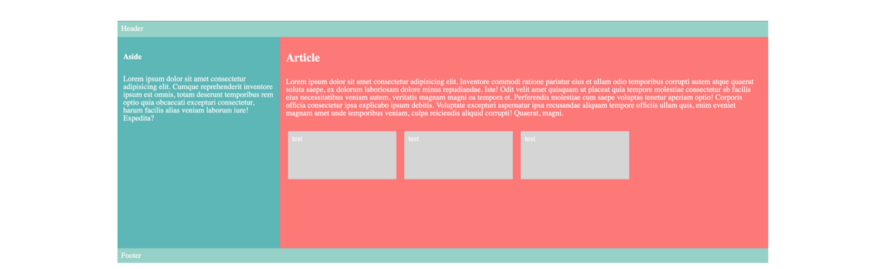 Header
Aside
Lorem ipsum dolor sit amet consectetur
adipisicing elit. Cumque reprehenderit inventore
ipsum est omnis, totam deserunt temporibus rem
optio quia obcaecati excepturi consectetur,
harum facilis alias veniam laborum iure!
Expedita?
Article
Lorem ipsum dolor sit amet consectetur adipisicing elit. Inventore commodi ratione pariatur eius et ullam odio temporibus corrupti autem atque quaerat
soluta saepe, ex dolorum laboriosam dolore minus repudiandae. Iste! Odit velit amet quisquam ut placeat quia tempore molestiae consectetur ab facilis
eius necessitatibus veniam autem, veritatis magnam magni ea tempora et. Perferendis molestiae cum saepe voluptas tenetur aperiam optio! Corporis
officia consectetur ipsa explicabo ipsum debitis. Voluptate excepturi aspernatur ipsa recusandae aliquam tempore officiis ullam quis, enim eveniet
magnam amet unde temporibus veniam, culpa reiciendis aliquid corrupti! Quaerat, magni.
text
text
text
Footer